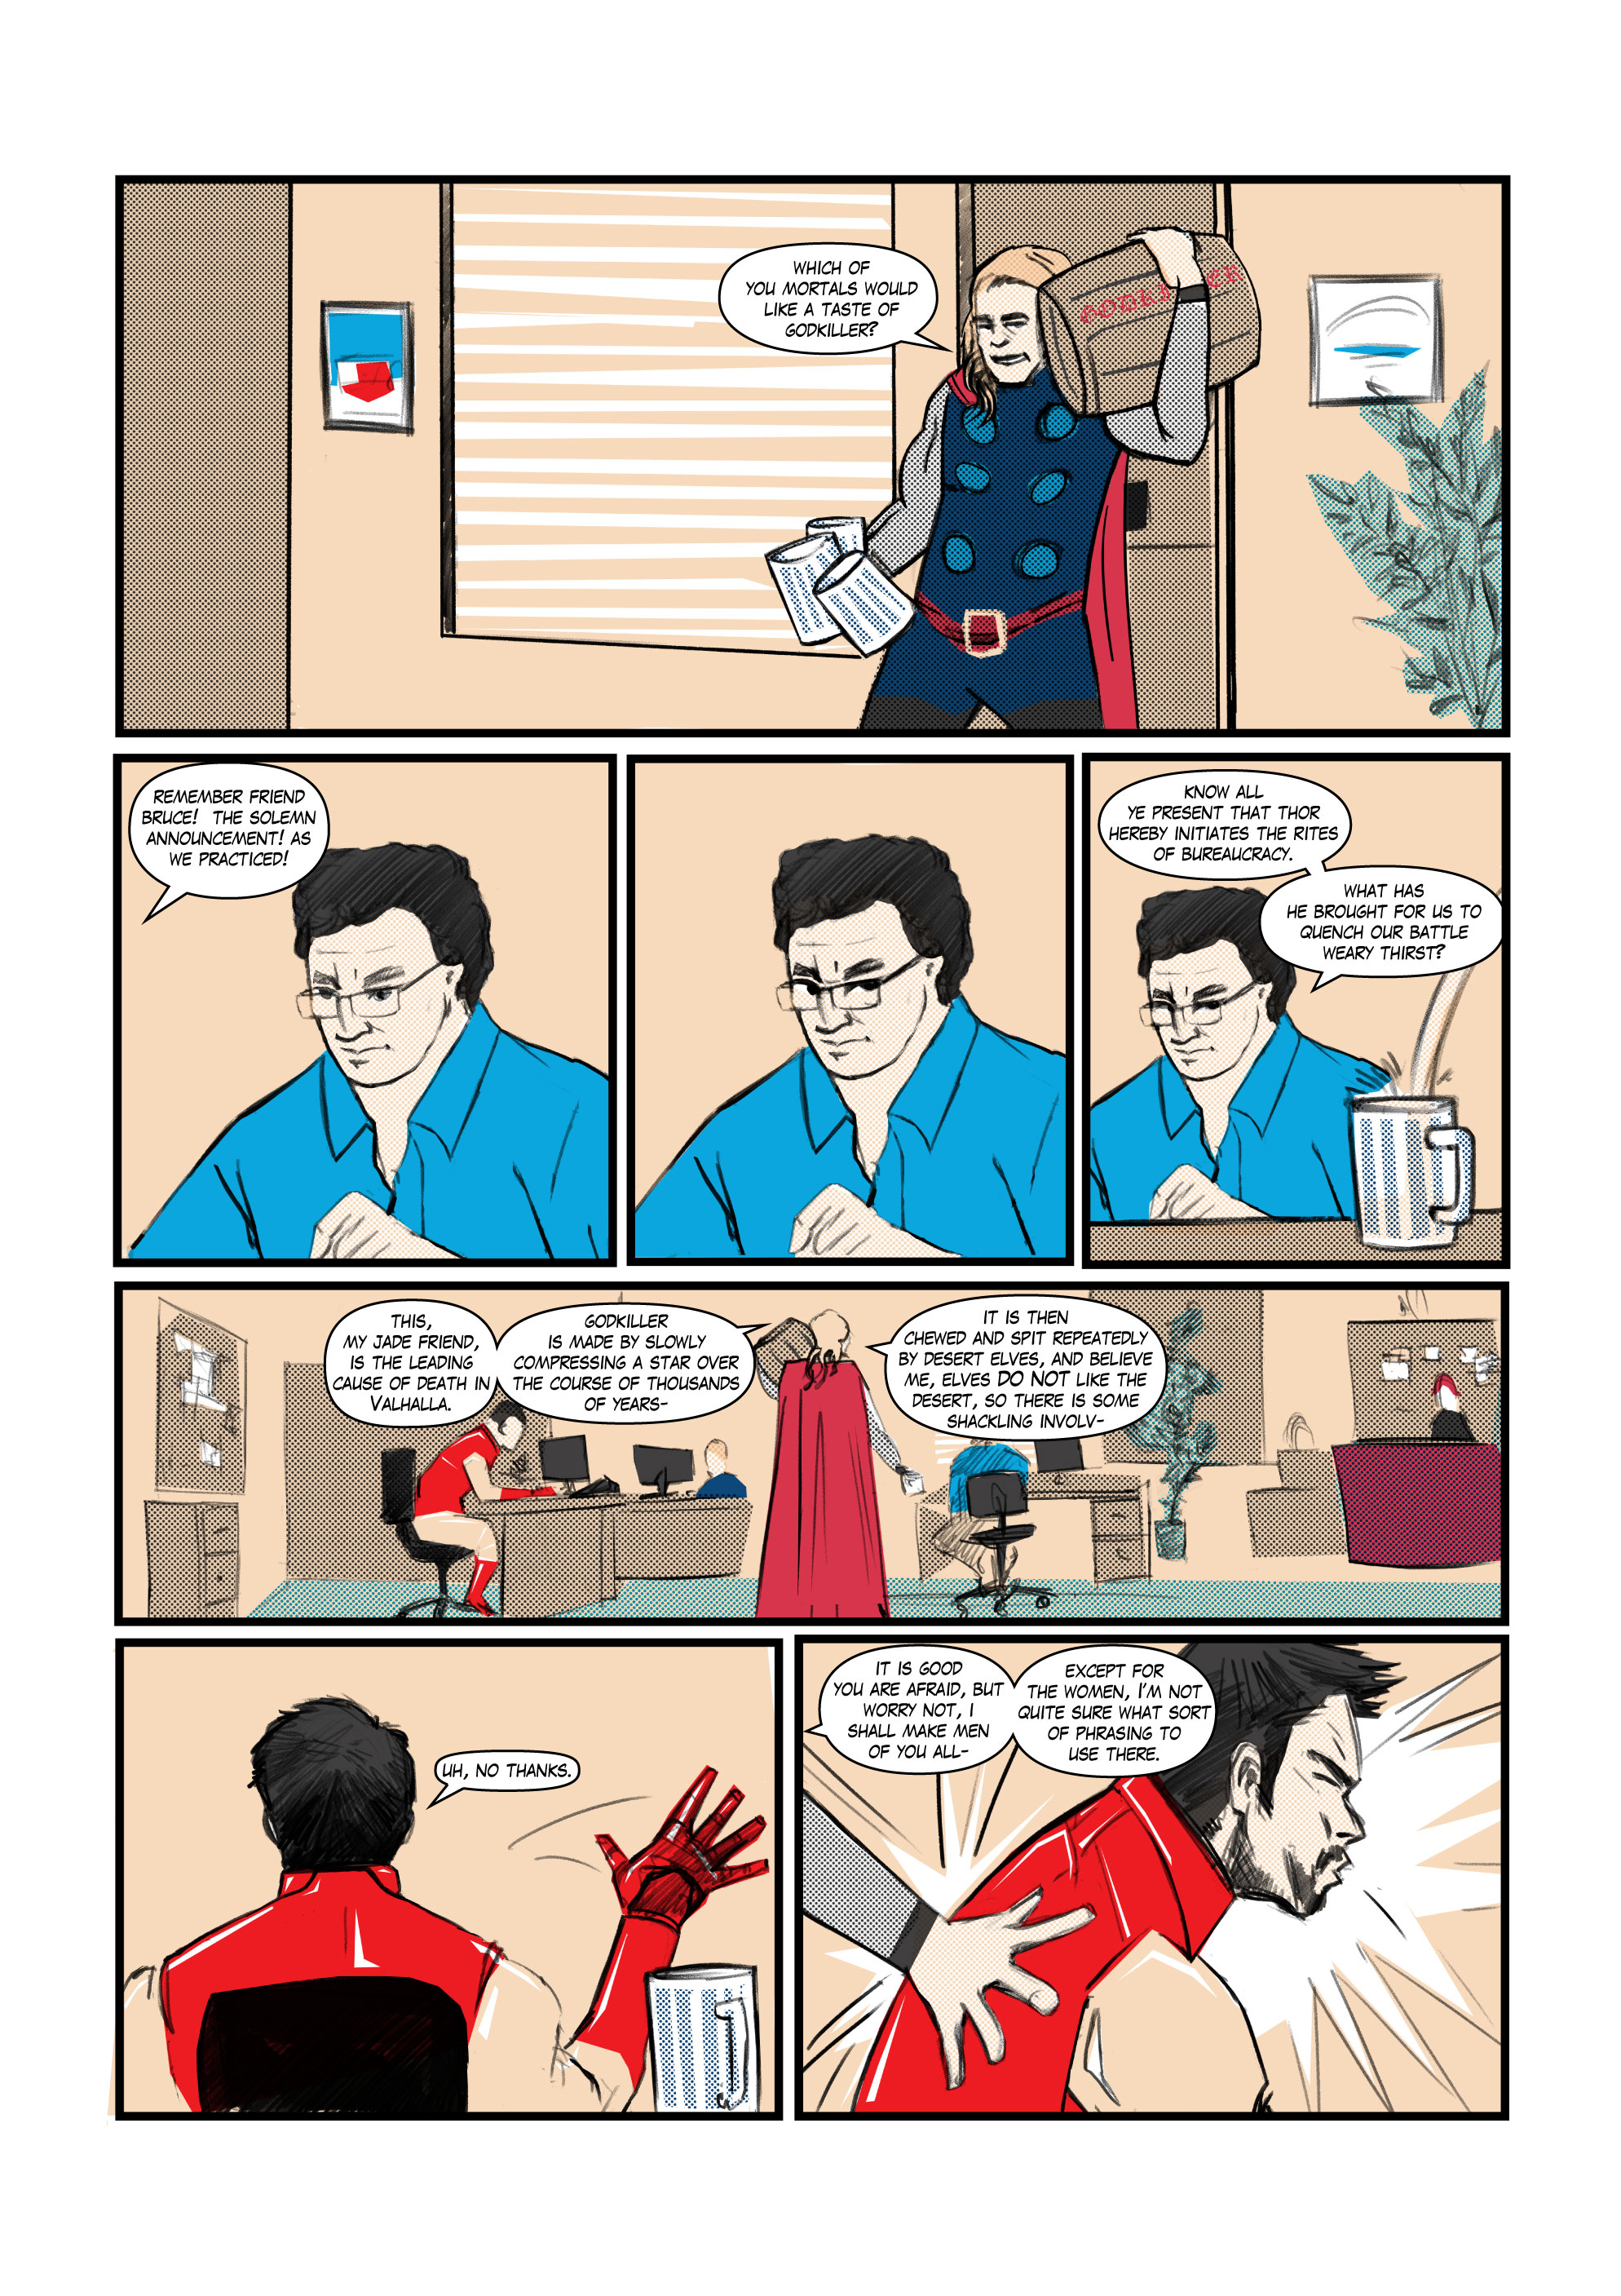 WHICH OF
YOU MORTALS WOULD
LIKE A TASTE OF
GODKILLER?
REMEMBER FRIEND
BRUCE! THE SOLEMN
ANNOUNCEMENT! AS
WE PRACTICED!
KNOW ALL
YE PRESENT THAT THOR
HEREBY INITIATES THE RITES
OF BUREAUCRACY.
WHAT HAS
HE BROUGHT FOR US TO
QUENCH OUR BATTLE
WEARY THIRST?
THIS,
MY JADE FRIEND,
IS THE LEADING
CAUSE OF DEATH IN
VALHALLA.
GODKILLER
IS MADE BY SLOWLY
COMPRESSING A STAR OVER
THE COURSE OF THOUSANDS
OF YEARS-
IT IS THEN
CHEWED AND SPIT REPEATEDLY
BY DESERT ELVES, AND BELIEVE
ME, ELVES DO NOT LIKE THE
DESERT, SO THERE IS SOME
SHACKLING INVOLV-
UH, NO THANKS.
IT IS GOOD
YOU ARE AFRAID, BUT
WORRY NOT, I
SHALL MAKE MEN
OF YOU ALL-
EXCEPT FOR
THE WOMEN, I'M NOT
QUITE SURE WHAT SORT
OF PHRASING TO
USE THERE.